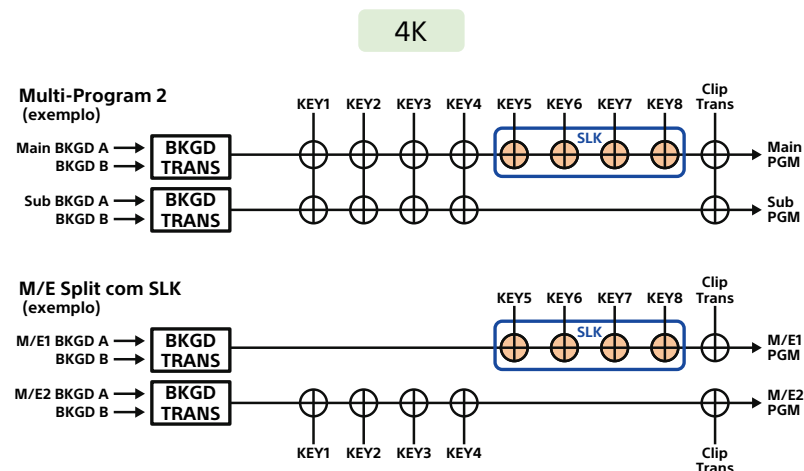 4K
Multi-Program 2
(exemplo)
KEY1 KEY2 KEY3 KEY4 KEY5 KEY6 KEY7 KEY8
Clip
Trans
SLK
Main BKGD A
BKGD B
BKGD
TRANS
Main
PGM
Sub BKGD A
BKGD B
BKGD
TRANS
Sub
PGM
M/E Split com SLK
(exemplo)
KEY5 KEY6 KEY7 KEY8
Clip
Trans
SLK
M/E1 BKGD A
BKGD B
BKGD
TRANS
M/E1
PGM
M/E2 BKGD A
BKGD B
BKGD
TRANS
M/E2
PGM
KEY1 KEY2 KEY3 KEY4
Clip
Trans